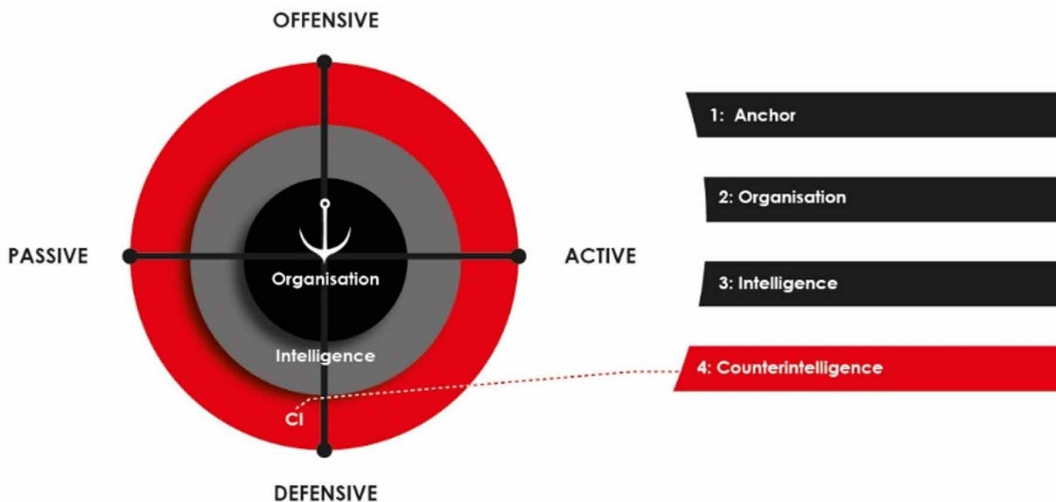 OFFENSIVE
1: Anchor
2: Organisation
PASSIVE
ACTIVE
Organisation
3: Intelligence
Intelligence
4: Counterintelligence
CI
DEFENSIVE